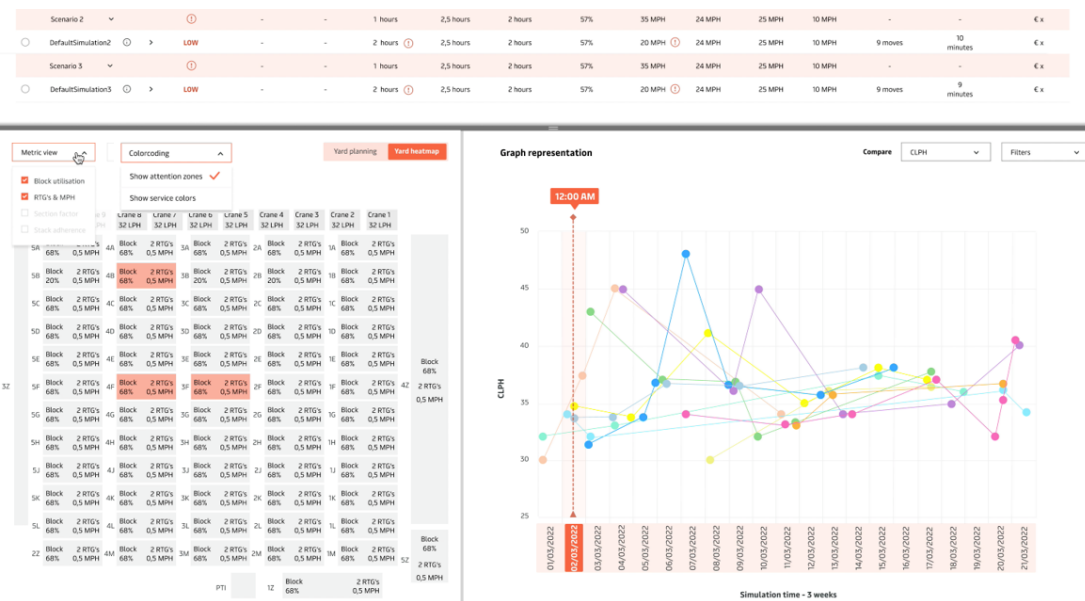 Scenario 2 - - 1 hours 2,5 hours 2 hours 57% 35 MPH 24 MPH 25 MPH 10 MPH - - € x
DefaultSimulation2 LOW - - 2 hours 2,5 hours 2 hours 57% 20 MPH 24 MPH 25 MPH 10 MPH 9 moves 10 minutes € x
Scenario 3 - - 1 hours 2,5 hours 2 hours 57% 35 MPH 24 MPH 25 MPH 10 MPH - - € x
DefaultSimulation3 LOW - - 2 hours 2,5 hours 2 hours 57% 20 MPH 24 MPH 25 MPH 10 MPH 9 moves 9 minutes € x
Metric view
Colorcoding
Yard planning
Yard heatmap
Block utilisation
RTG's & MPH
Section factor
Stack adherence
Show attention zones
Show service colors
Crane 8 Crane 7 Crane 6 Crane 5 Crane 4 Crane 3 Crane 2 Crane 1
32 LPH 32 LPH 32 LPH 32 LPH 32 LPH 32 LPH 32 LPH 32 LPH
5A Block 2 RTG's 4A Block 2 RTG's 3A Block 2 RTG's 2A Block 2 RTG's 1A Block 2 RTG's
68% 0,5 MPH 68% 0,5 MPH 68% 0,5 MPH 68% 0,5 MPH 68% 0,5 MPH
5B Block 2 RTG's 4B Block 2 RTG's 3B Block 2 RTG's 2B Block 2 RTG's 1B Block 2 RTG's
20% 0,5 MPH 68% 0,5 MPH 20% 0,5 MPH 20% 0,5 MPH 68% 0,5 MPH
5C Block 2 RTG's 4C Block 2 RTG's 3C Block 2 RTG's 2C Block 2 RTG's 1C Block 2 RTG's
68% 0,5 MPH 68% 0,5 MPH 68% 0,5 MPH 68% 0,5 MPH 68% 0,5 MPH
5D Block 2 RTG's 4D Block 2 RTG's 3D Block 2 RTG's 2D Block 2 RTG's 1D Block 2 RTG's
68% 0,5 MPH 68% 0,5 MPH 68% 0,5 MPH 68% 0,5 MPH 68% 0,5 MPH
5E Block 2 RTG's 4E Block 2 RTG's 3E Block 2 RTG's 2E Block 2 RTG's 1E Block 2 RTG's
68% 0,5 MPH 68% 0,5 MPH 68% 0,5 MPH 68% 0,5 MPH 68% 0,5 MPH
3Z
5F Block 2 RTG's 4F Block 2 RTG's 3F Block 2 RTG's 2F Block 2 RTG's 1F Block 2 RTG's
68% 0,5 MPH 68% 0,5 MPH 68% 0,5 MPH 68% 0,5 MPH 68% 0,5 MPH
4Z
Block
68%
2 RTG's
0,5 MPH
5G Block 2 RTG's 4G Block 2 RTG's 3G Block 2 RTG's 2G Block 2 RTG's 1G Block 2 RTG's
68% 0,5 MPH 68% 0,5 MPH 68% 0,5 MPH 68% 0,5 MPH 68% 0,5 MPH
5H Block 2 RTG's 4H Block 2 RTG's 3H Block 2 RTG's 2H Block 2 RTG's 1H Block 2 RTG's
68% 0,5 MPH 68% 0,5 MPH 68% 0,5 MPH 68% 0,5 MPH 68% 0,5 MPH
5J Block 2 RTG's 4J Block 2 RTG's 3J Block 2 RTG's 2J Block 2 RTG's 1J Block 2 RTG's
68% 0,5 MPH 68% 0,5 MPH 68% 0,5 MPH 68% 0,5 MPH 68% 0,5 MPH
5K Block 2 RTG's 4K Block 2 RTG's 3K Block 2 RTG's 2K Block 2 RTG's 1K Block 2 RTG's
68% 0,5 MPH 68% 0,5 MPH 68% 0,5 MPH 68% 0,5 MPH 68% 0,5 MPH
5L Block 2 RTG's 4L Block 2 RTG's 3L Block 2 RTG's 2L Block 2 RTG's 1L Block 2 RTG's
68% 0,5 MPH 68% 0,5 MPH 68% 0,5 MPH 68% 0,5 MPH 68% 0,5 MPH
2Z Block 2 RTG's 4M Block 2 RTG's 3M Block 2 RTG's 2M Block 2 RTG's 1M Block 2 RTG's
68% 0,5 MPH 68% 0,5 MPH 68% 0,5 MPH 68% 0,5 MPH 68% 0,5 MPH
5Z
Block
68%
2 RTG's
0,5 MPH
PTI
1Z Block 2 RTG's
68% 0,5 MPH
Graph representation
Compare
CLPH
Filters
12:00 AM
50
45
40
35
30
25
CLPH
01/03/2022
02/03/2022
03/03/2022
04/03/2022
05/03/2022
06/03/2022
07/03/2022
08/03/2022
09/03/2022
10/03/2022
11/03/2022
12/03/2022
13/03/2022
14/03/2022
15/03/2022
16/03/2022
17/03/2022
18/03/2022
19/03/2022
20/03/2022
21/03/2022
Simulation time - 3 weeks